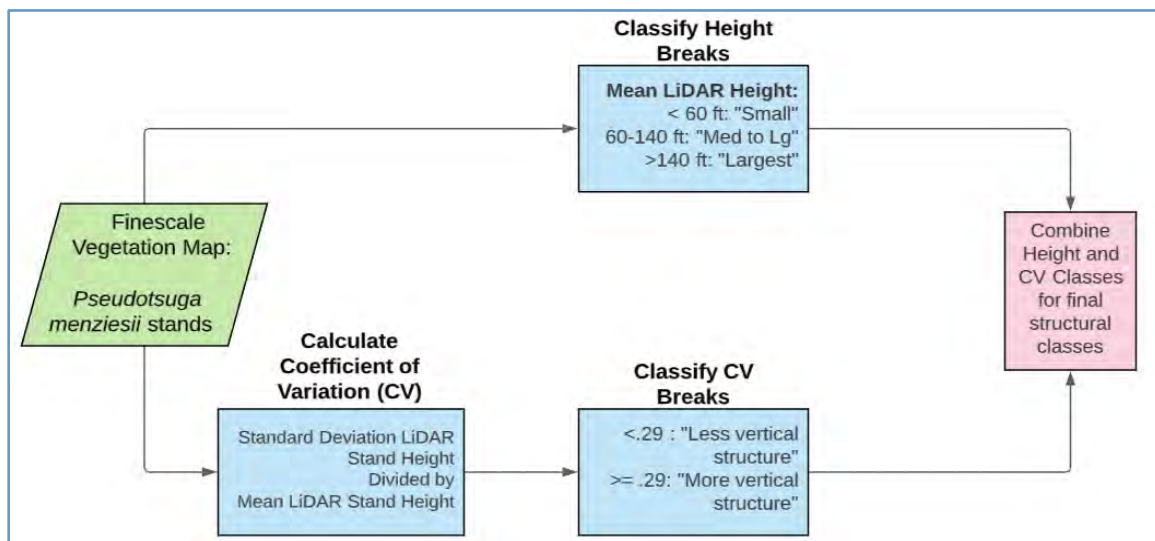 Classify Height
Breaks
Mean LiDAR Height:
< 60 ft: "Small"
60-140 ft: "Med to Lg"
>140 ft: "Largest"
Finescale
Vegetation Map:
Pseudotsuga
menziesii stands
Calculate
Coefficient of
Variation (CV)
Standard Deviation LiDAR
Stand Height
Divided by
Mean LiDAR Stand Height
Classify CV
Breaks
<.29 : "Less vertical
structure"
>= .29: "More vertical
structure"
Combine
Height and
CV Classes
for final
structural
classes